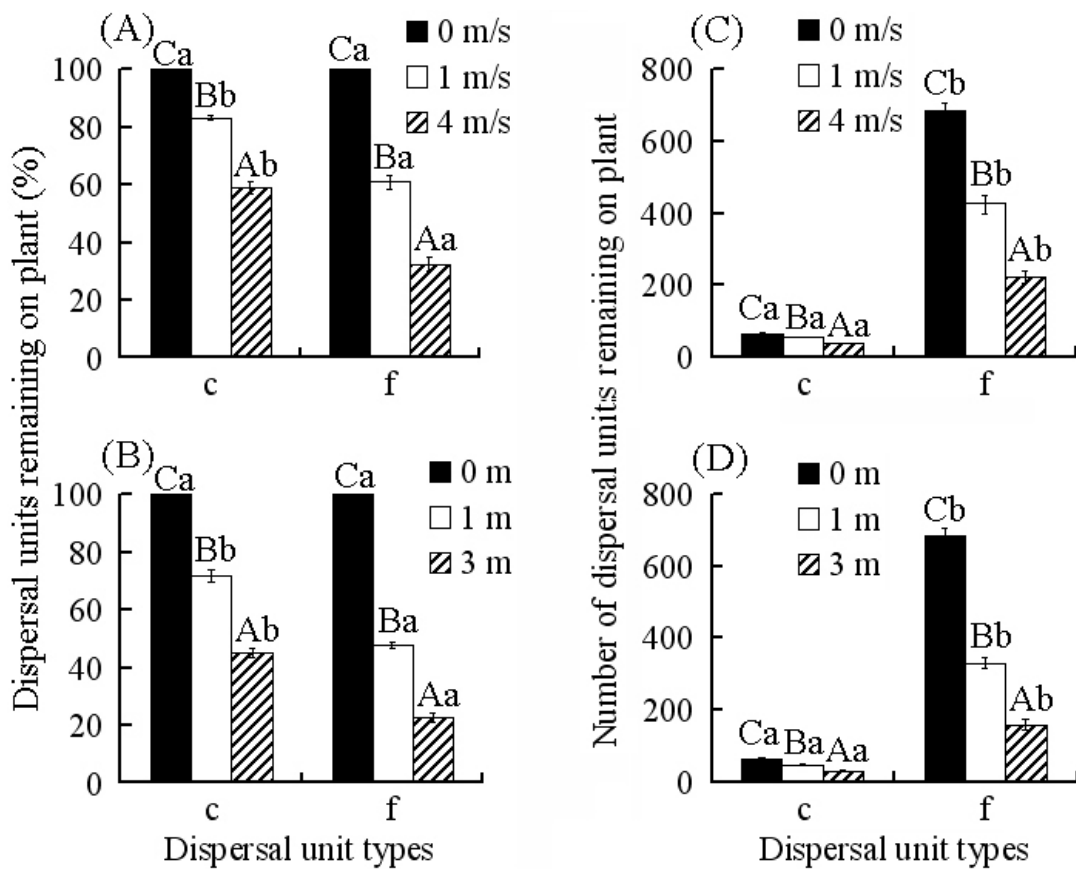 (A)
0 m/s
1 m/s
4 m/s
Dispersal units remaining on plant (%)
100
80
60
40
20
0
Ca
Bb
Ab
Ca
Ba
Aa
c
f
(C)
0 m/s
1 m/s
4 m/s
Number of dispersal units remaining on plant
800
600
400
200
0
Ca
Ba
Aa
Cb
Bb
Ab
c
f
(B)
0 m
1 m
3 m
100
80
60
40
20
0
Ca
Bb
Ab
Ca
Ba
Aa
c
f
Dispersal unit types
(D)
0 m
1 m
3 m
800
600
400
200
0
Ca
Ba
Aa
Cb
Bb
Ab
c
f
Dispersal unit types